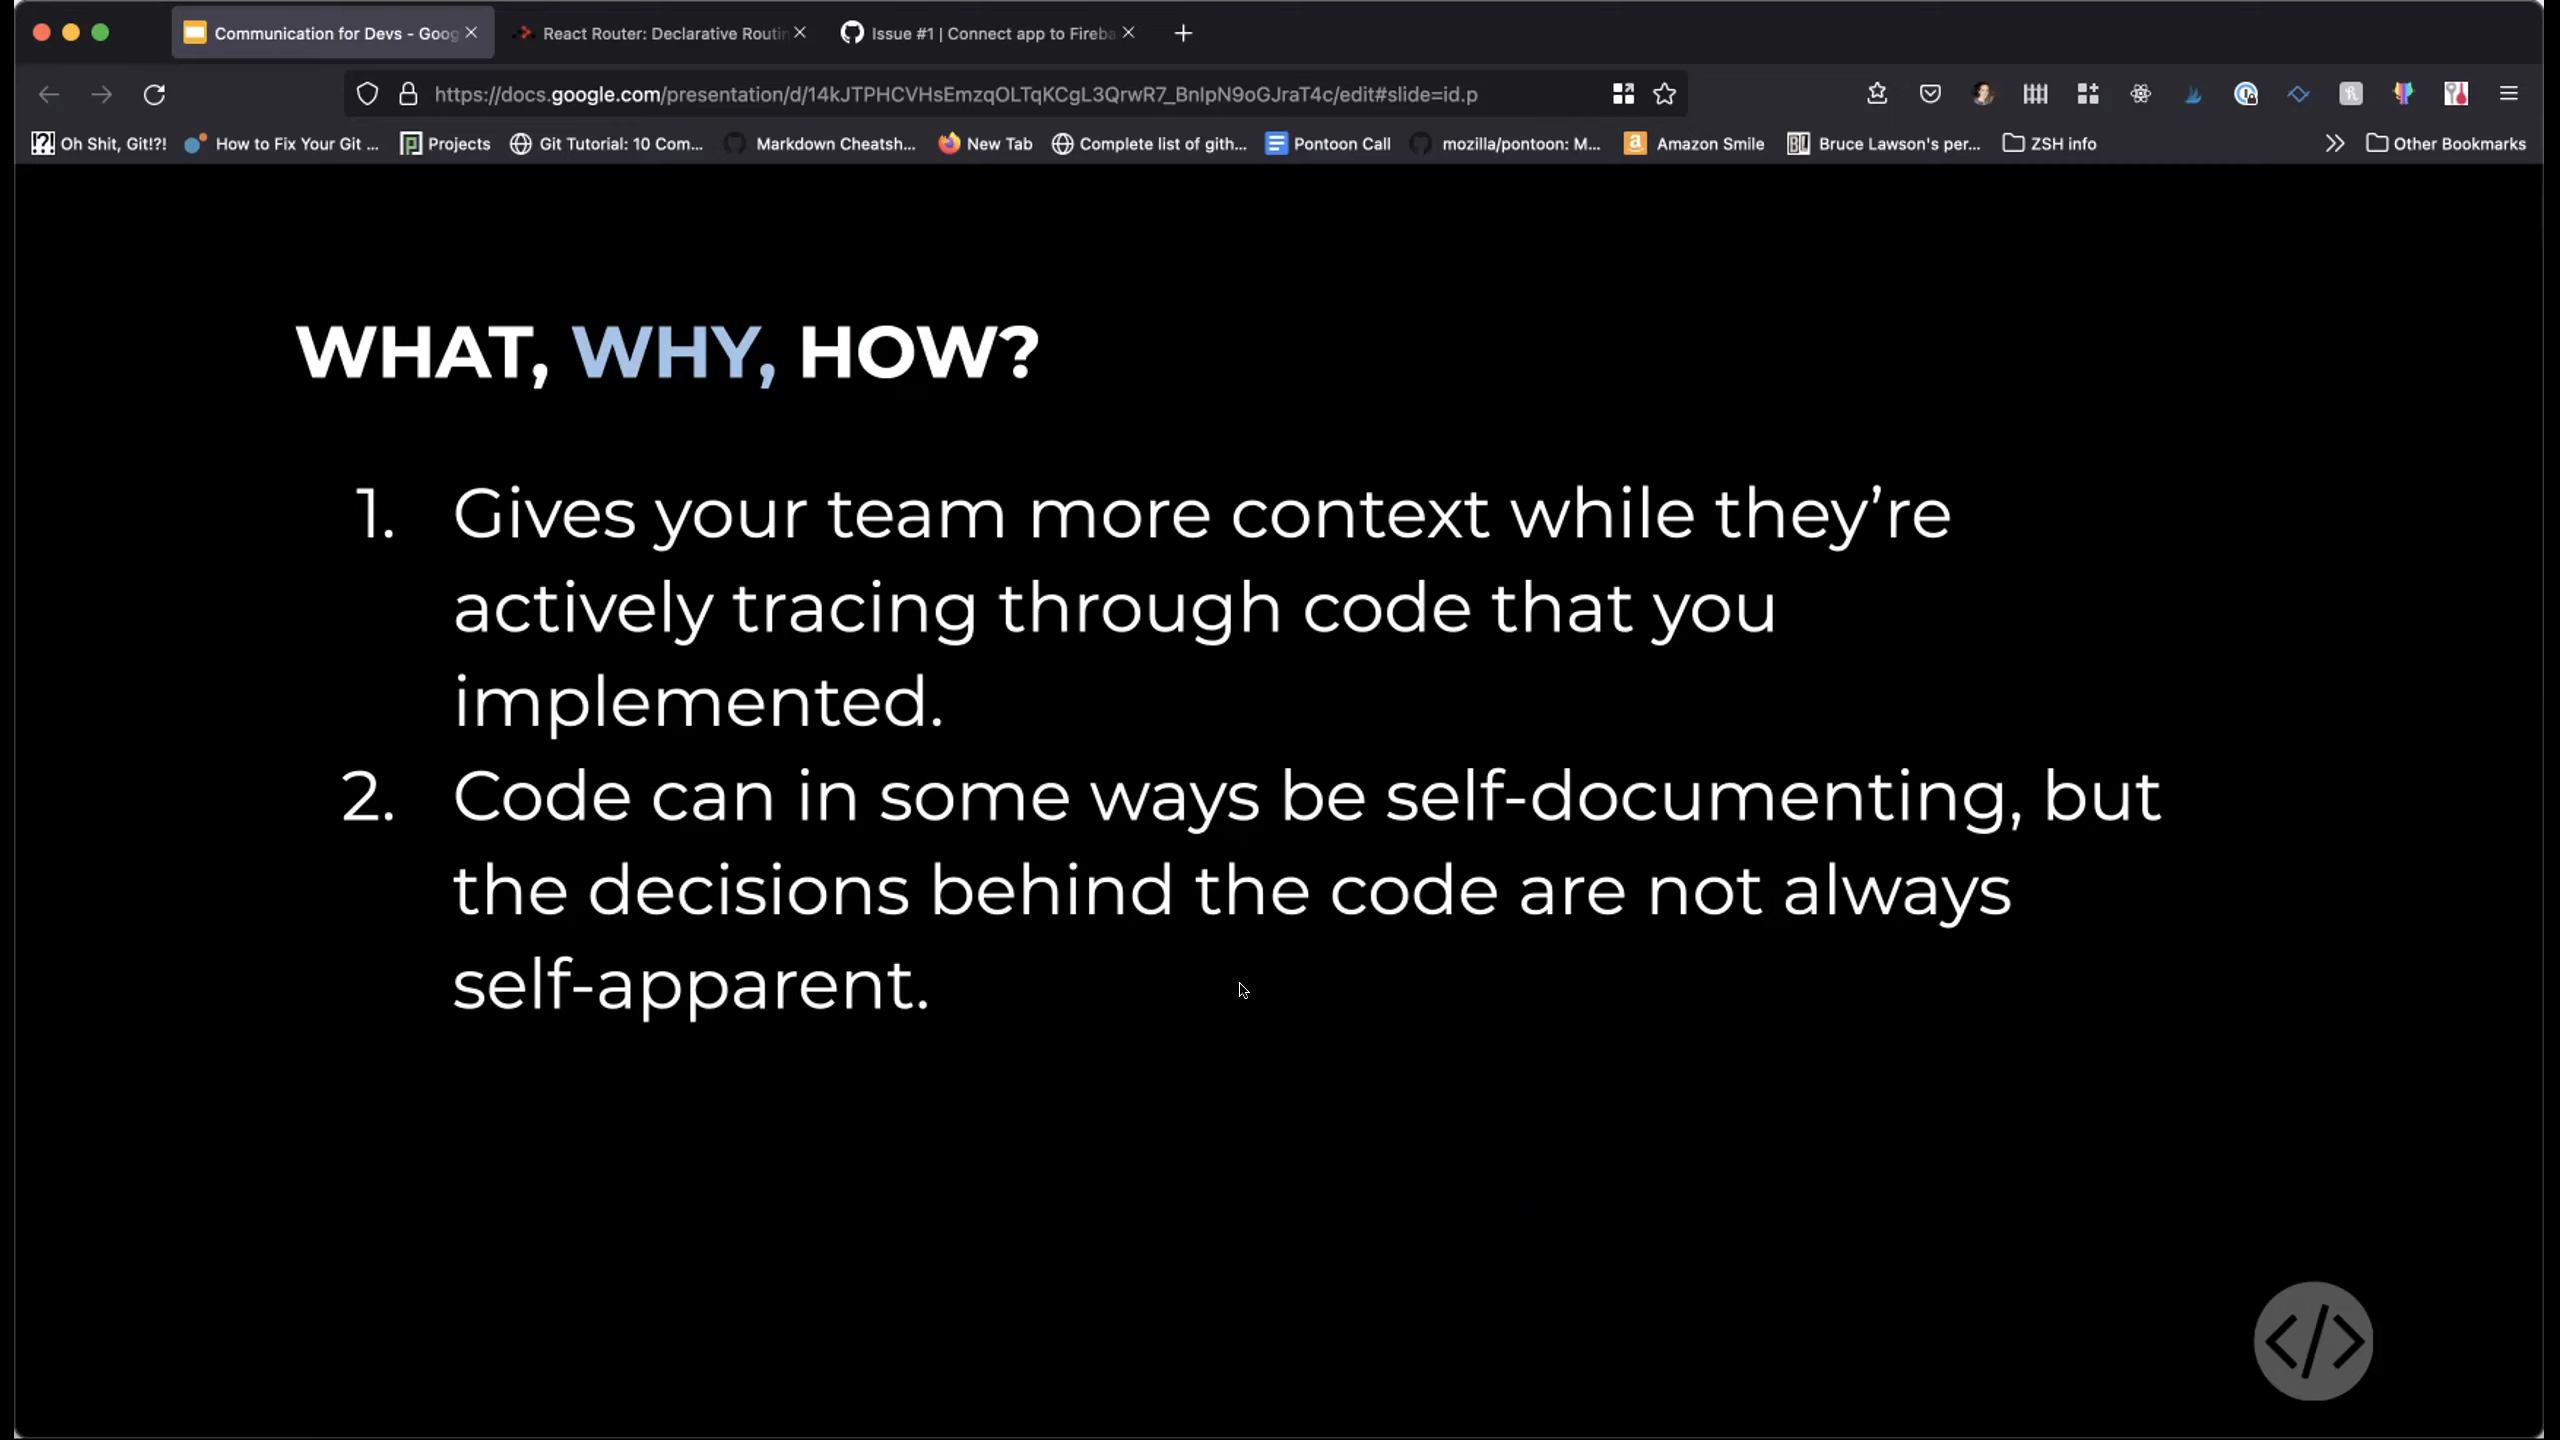 Communication for Devs - Goog
React Router: Declarative Routi
Issue #1 | Connect app to Fireba
https://docs.google.com/presentation/d/14kJTPHCVHsEmzqOLTqKCgL3QrwR7_BnIpN9oGJraT4c/edit#slide=id.p
Oh Shit, Git!?! How to Fix Your Git ... Projects Git Tutorial: 10 Com... Markdown Cheatsh... New Tab Complete list of gith... Pontoon Call mozilla/pontoon: M... Amazon Smile Bruce Lawson's per... ZSH info Other Bookmarks
WHAT, WHY, HOW?
1. Gives your team more context while they’re
actively tracing through code that you
implemented.
2. Code can in some ways be self-documenting, but
the decisions behind the code are not always
self-apparent.